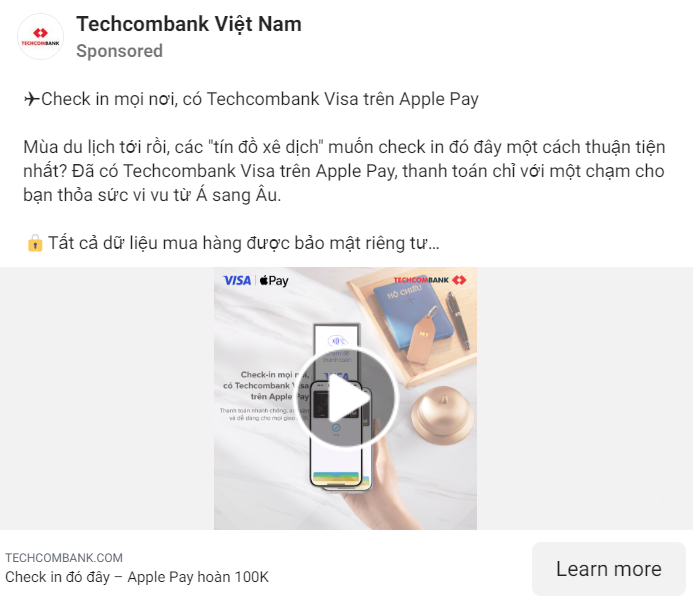 Techcombank Việt Nam
TECHCOMBANK
Sponsored
✈Check in mọi nơi, có Techcombank Visa trên Apple Pay
Mùa du lịch tới rồi, các "tín đồ xê dịch" muốn check in đó đây một cách thuận tiện
nhất? Đã có Techcombank Visa trên Apple Pay, thanh toán chỉ với một chạm cho
bạn thỏa sức vi vu từ Á sang Âu.
🔒 Tất cả dữ liệu mua hàng được bảo mật riêng tư...
VISA | Pay
TECHCOMBANK
HỘ CHIẾU
VISA
Check-in mọi nơi,
có Techcombank Visa
trên Apple Pay
Thanh toán nhanh chóng,
và dễ dàng cho mọi giao
TECHCOMBANK.COM
Check in đó đây – Apple Pay hoàn 100K
Learn more